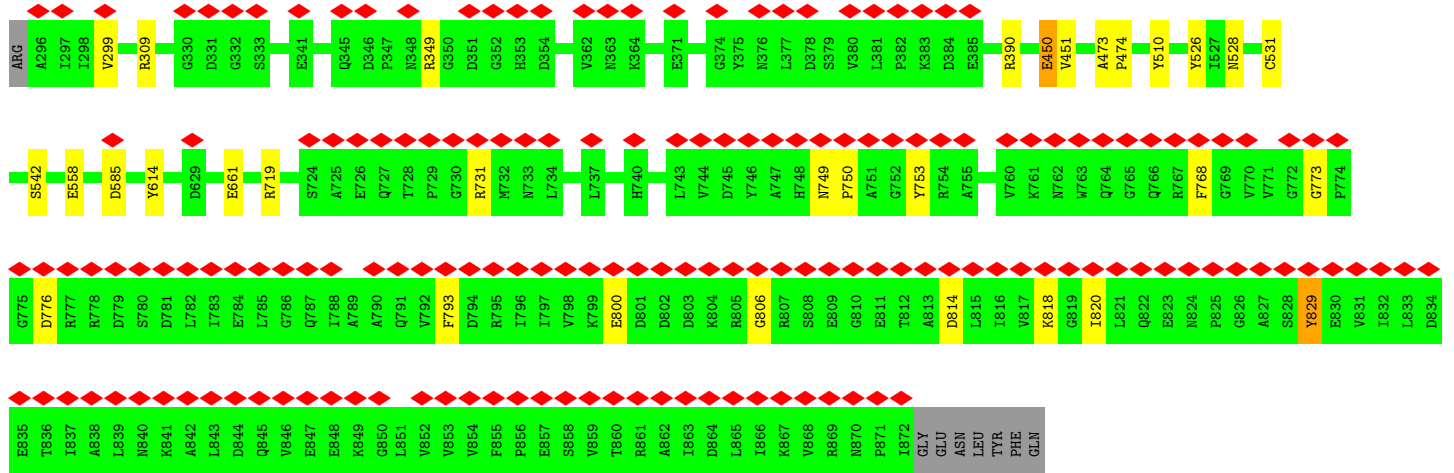 ARG A296 I297 I298 V299 R309 G330 D331 G332 S333 E341 Q345 D346 P347 N348 R349 G350 D351 G352 H353 D354 V362 N363 K364 E371 G374 Y375 N376 L377 D378 S379 V380 L381 P382 K383 D384 E385 R390 E450 V451 A473 P474 Y510 Y526 I527 N528 C531
S542 E558 D585 Y614 D629 E661 R719 S724 A725 E726 Q727 T728 P729 G730 R731 M732 N733 L734 L737 H740 L743 V744 D745 Y746 A747 H748 N749 P750 A751 G752 Y753 R754 A755 V760 K761 N762 W763 Q764 G765 Q766 R767 F768 G769 V770 V771 G772 G773 P774
G775 D776 R777 R778 D779 S780 D781 L782 I783 E784 L785 G786 Q787 I788 A789 A790 Q791 V792 F793 D794 R795 I796 I797 V798 K799 E800 D801 D802 D803 K804 R805 G806 R807 S808 E809 G810 E811 T812 A813 D814 L815 I816 V817 K818 G819 I820 L821 Q822 E823 N824 P825 G826 A827 S828 Y829 E830 V831 I832 L833 D834
E835 T836 I837 A838 L839 N840 K841 A842 L843 D844 Q845 V846 E847 E848 K849 G850 L851 V852 V853 V854 F855 P856 E857 S858 V859 T860 R861 A862 I863 D864 L865 I866 K867 V868 R869 N870 P871 I872 GLY GLU ASN LEU TYR PHE GLN